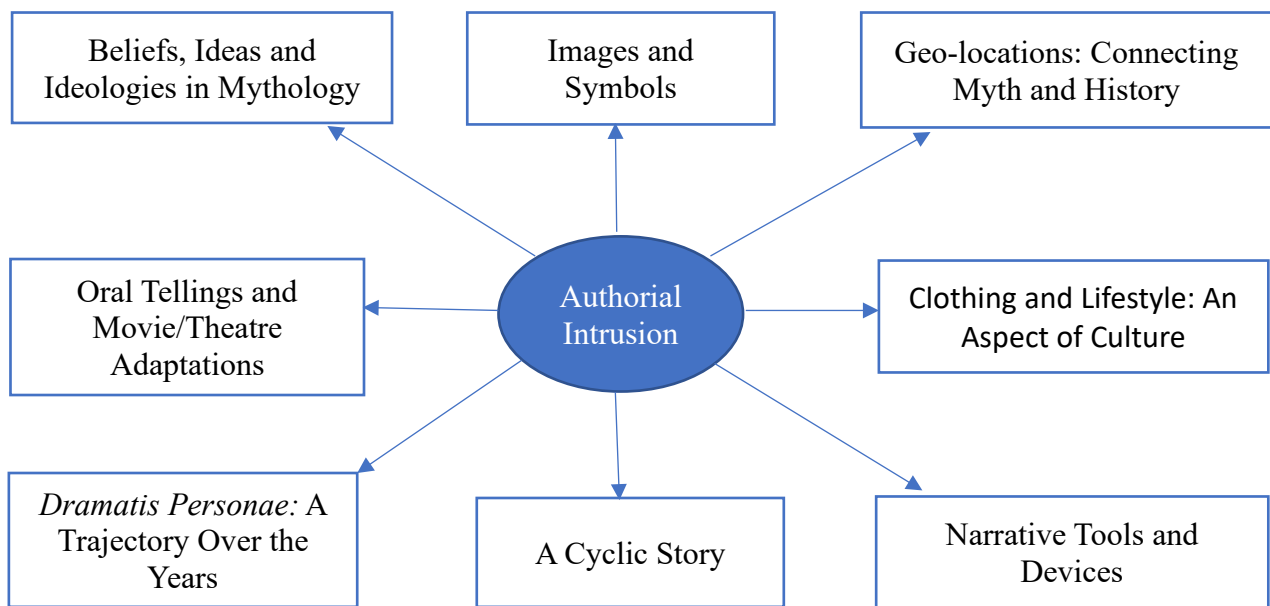 Beliefs, Ideas and
Ideologies in Mythology
Images and
Symbols
Geo-locations: Connecting
Myth and History
Oral Tellings and
Movie/Theatre
Adaptations
Authorial
Intrusion
Clothing and Lifestyle: An
Aspect of Culture
Dramatis Personae: A
Trajectory Over the
Years
A Cyclic Story
Narrative Tools and
Devices